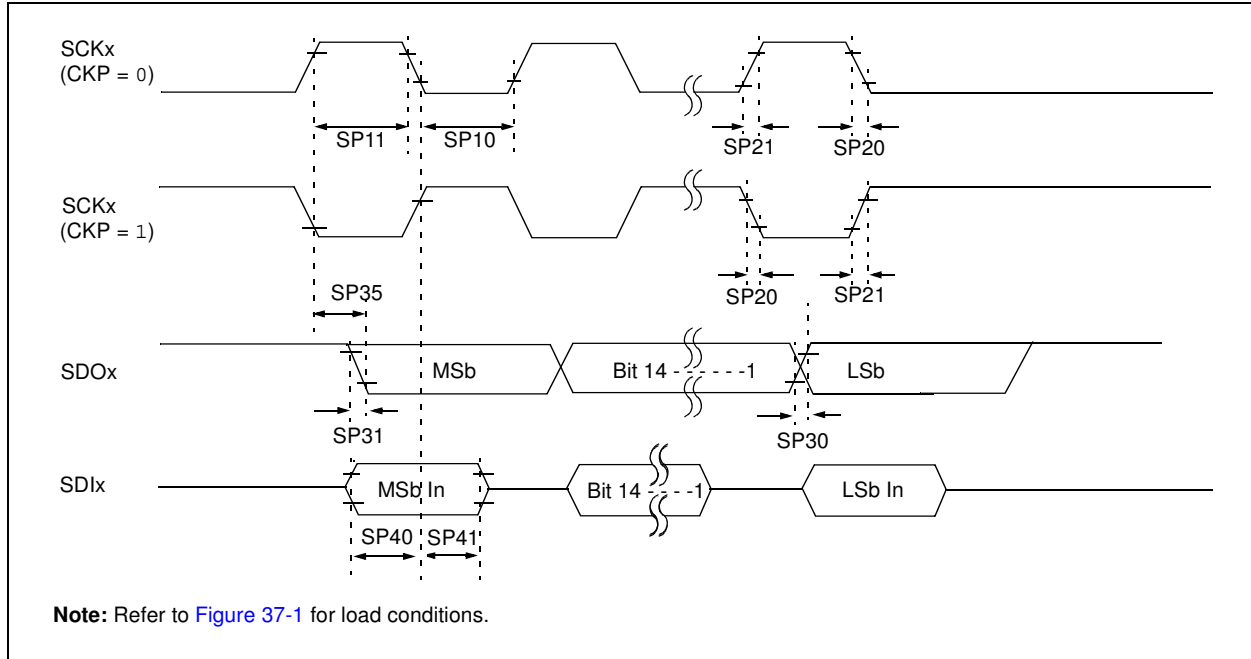 SCKx
(CKP = 0)
SP11
SP10
SP21
SP20
SCKx
(CKP = 1)
SP35
SP20
SP21
SDOx
MSb
Bit 14 - - - - - -1
LSb
SP31
SP30
SDIx
MSb In
Bit 14 - - - - -1
LSb In
SP40
SP41
Note: Refer to Figure 37-1 for load conditions.